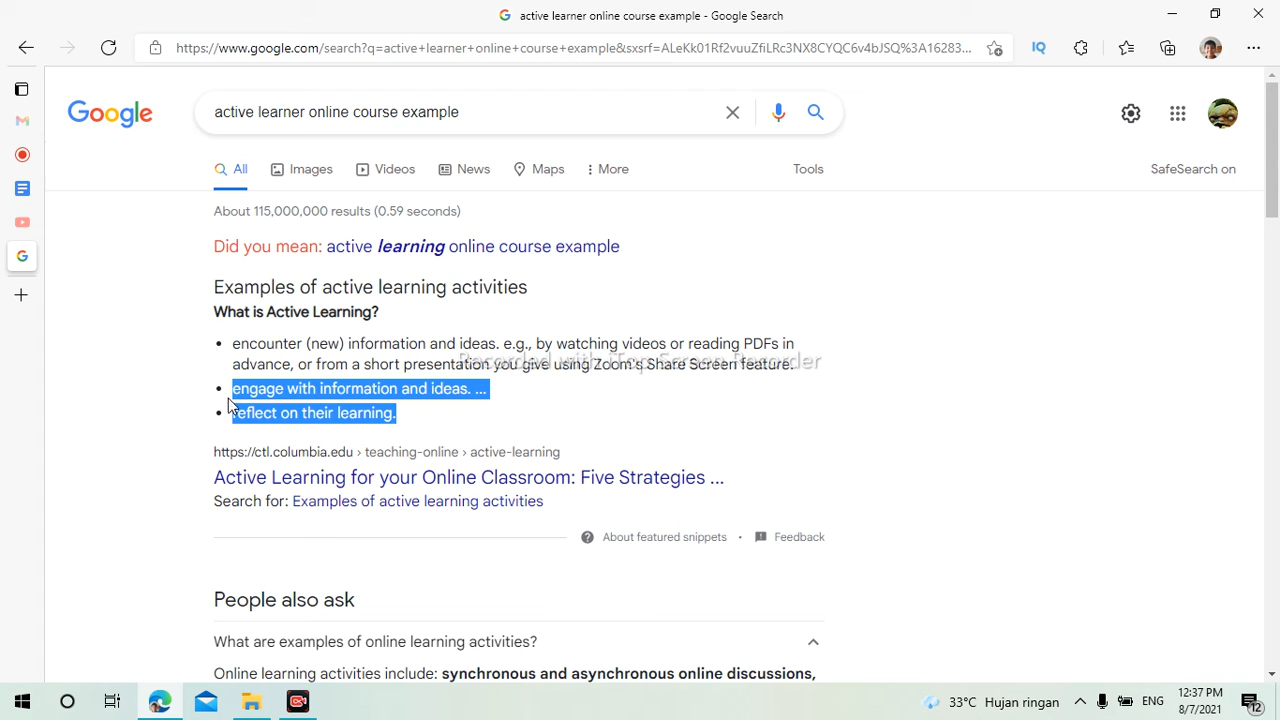 active learner online course example - Google Search
https://www.google.com/search?q=active+learner+online+course+example&sxsrf=ALeKk01Rf2vuuZfiLRc3NX8CYQC6v4bJSQ%3A16283...
IQ
Google
active learner online course example
All Images Videos News Maps More Tools SafeSearch on
About 115,000,000 results (0.59 seconds)
Did you mean: active learning online course example
Examples of active learning activities
What is Active Learning?
• encounter (new) information and ideas. e.g., by watching videos or reading PDFs in
advance, or from a short presentation you give using Zoom's Share Screen feature.
Recorded with iTop Screen Recorder
• engage with information and ideas. ...
• reflect on their learning.
https://ctl.columbia.edu › teaching-online › active-learning
Active Learning for your Online Classroom: Five Strategies ...
Search for: Examples of active learning activities
About featured snippets • Feedback
People also ask
What are examples of online learning activities?
Online learning activities include: synchronous and asynchronous online discussions,
33°C Hujan ringan ENG 12:37 PM
8/7/2021
12